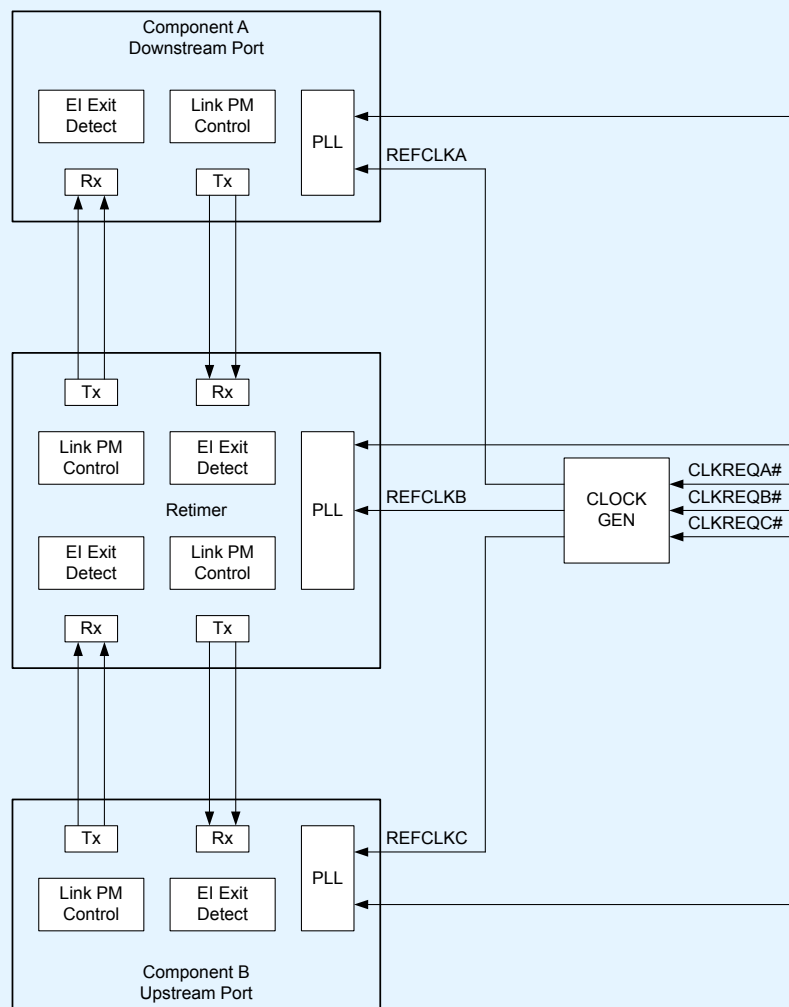 Component A
Downstream Port
EI Exit
Detect
Link PM
Control
PLL
REFCLKA
Rx
Tx
Tx
Rx
Link PM
Control
EI Exit
Detect
PLL
Retimer
REFCLKB
EI Exit
Detect
Link PM
Control
Rx
Tx
CLOCK
GEN
CLKREQA#
CLKREQB#
CLKREQC#
Tx
Rx
PLL
REFCLKC
Link PM
Control
EI Exit
Detect
Component B
Upstream Port